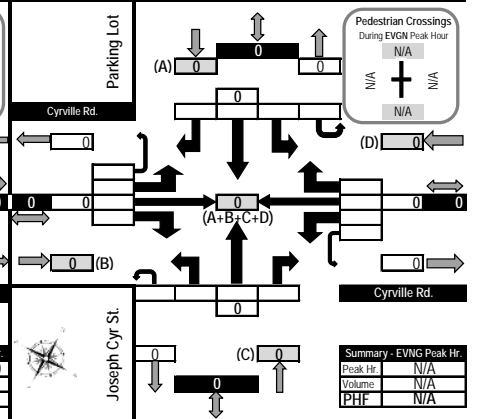 Parking Lot
Pedestrian Crossings
During EVGN Peak Hour
N/A
N/A
N/A
N/A
0
(A) 0
0
0
Cyrville Rd.
0
(D) 0
0
0
0
(A+B+C+D)
0
0
0 (B)
0
Cyrville Rd.
0
Joseph Cyr St.
0
(C) 0
0
Summary - EVNG Peak Hr.
Peak Hr. N/A
Volume N/A
PHF N/A